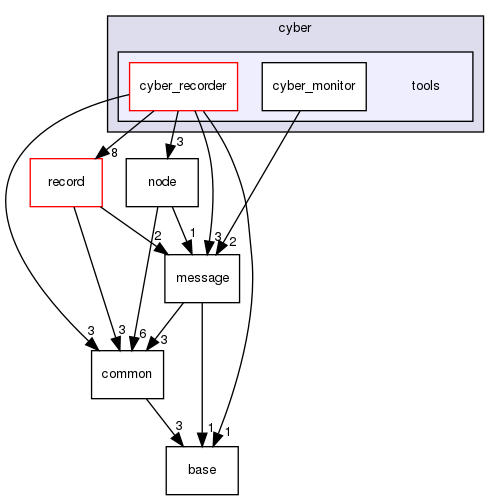 cyber
cyber_recorder
cyber_monitor
tools
8
3
record
node
2
1
3
2
message
3
3
6
3
common
3
1
1
base